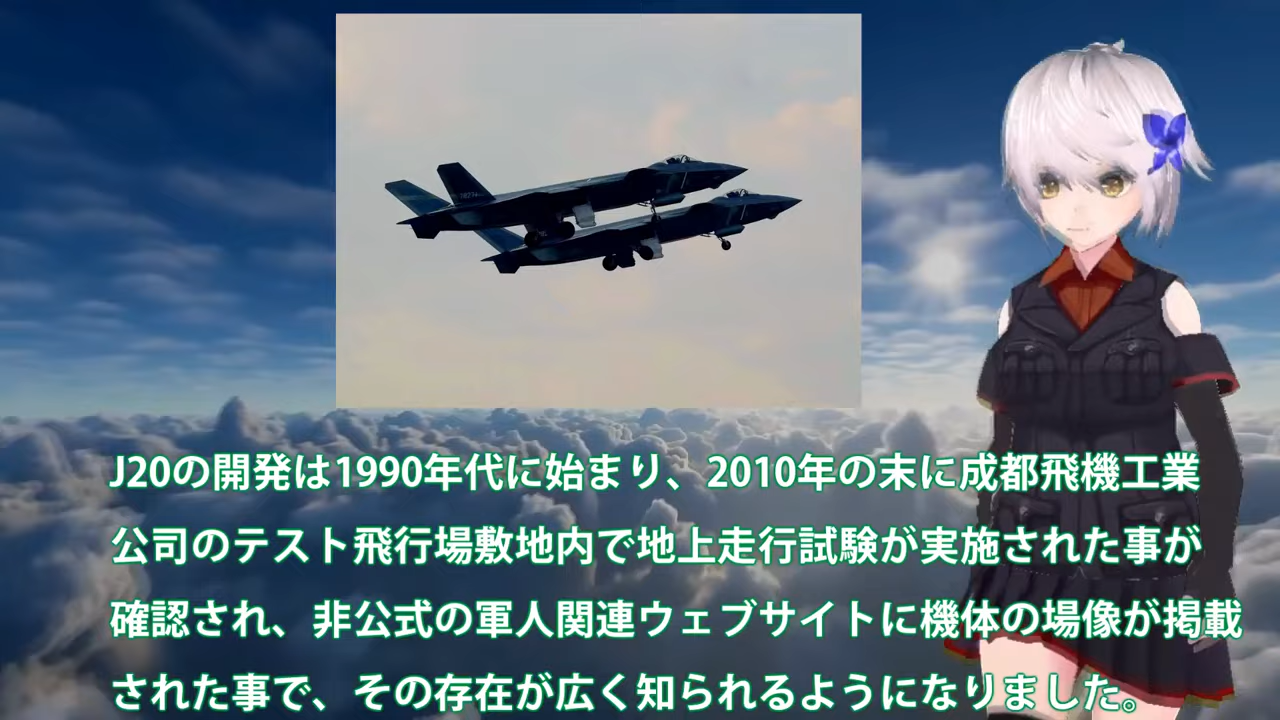 J20の開発は1990年代に始まり、2010年の末に成都飛機工業
公司のテスト飛行場敷地内で地上走行試験が実施された事が
確認され、非公式の軍人関連ウェブサイトに機体の場像が掲載
された事で、その存在が広く知られるようになりました。